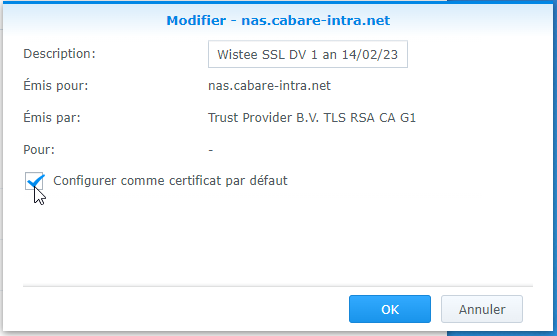 Modifier - nas.cabare-intra.net
Description: Wistee SSL DV 1 an 14/02/23
Émis pour: nas.cabare-intra.net
Émis par: Trust Provider B.V. TLS RSA CA G1
Pour: -
Configurer comme certificat par défaut
OK Annuler